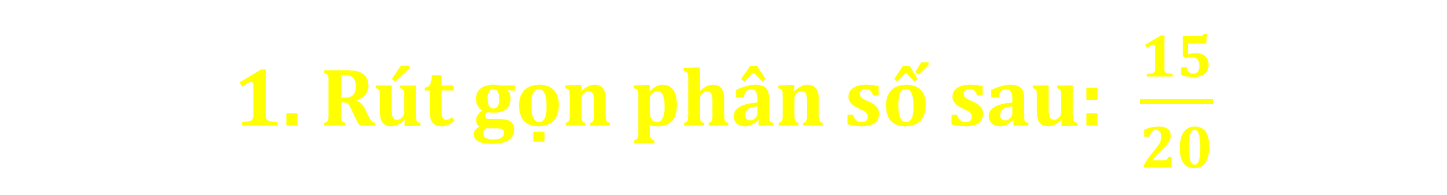 1. Rút gọn phân số sau: 15/20